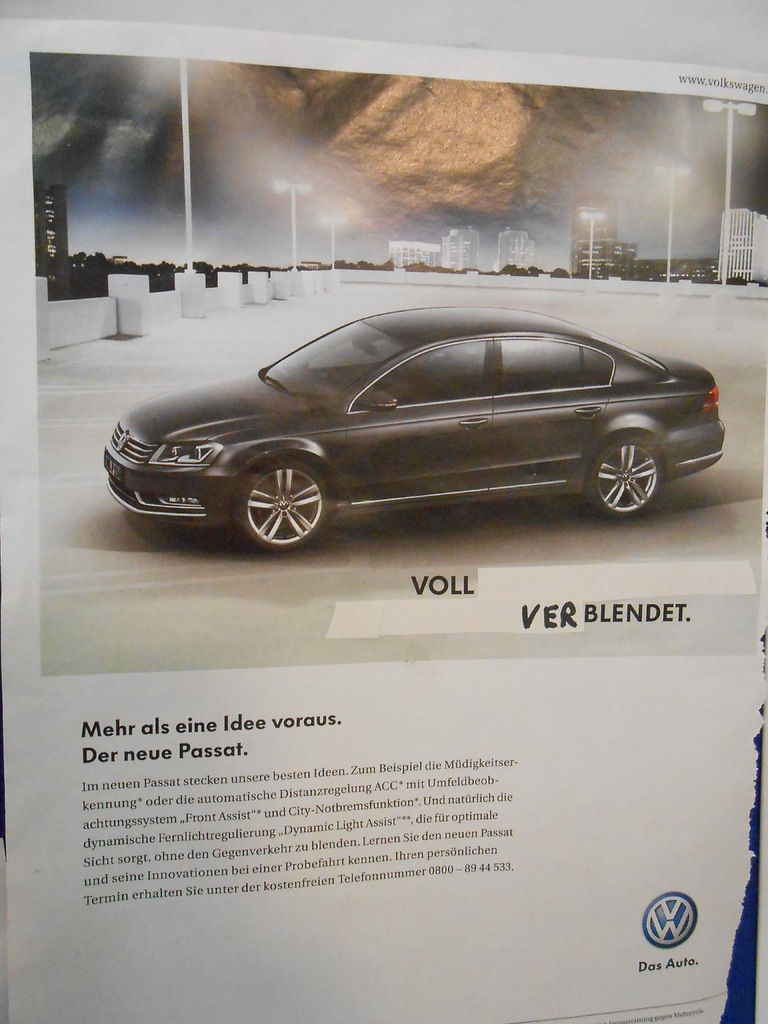 www.volkswagen.
VOLL
VER BLENDET.
Mehr als eine Idee voraus.
Der neue Passat.
Im neuen Passat stecken unsere besten Ideen. Zum Beispiel die Müdigkeitser-
kennung* oder die automatische Distanzregelung ACC* mit Umfeldbeob-
achtungssystem „Front Assist“* und City-Notbremsfunktion*. Und natürlich die
dynamische Fernlichtregulierung „Dynamic Light Assist“**, die für optimale
Sicht sorgt, ohne den Gegenverkehr zu blenden. Lernen Sie den neuen Passat
und seine Innovationen bei einer Probefahrt kennen. Ihren persönlichen
Termin erhalten Sie unter der kostenfreien Telefonnummer 0800 – 89 44 533.
Das Auto.
gegen Mehrpreis.